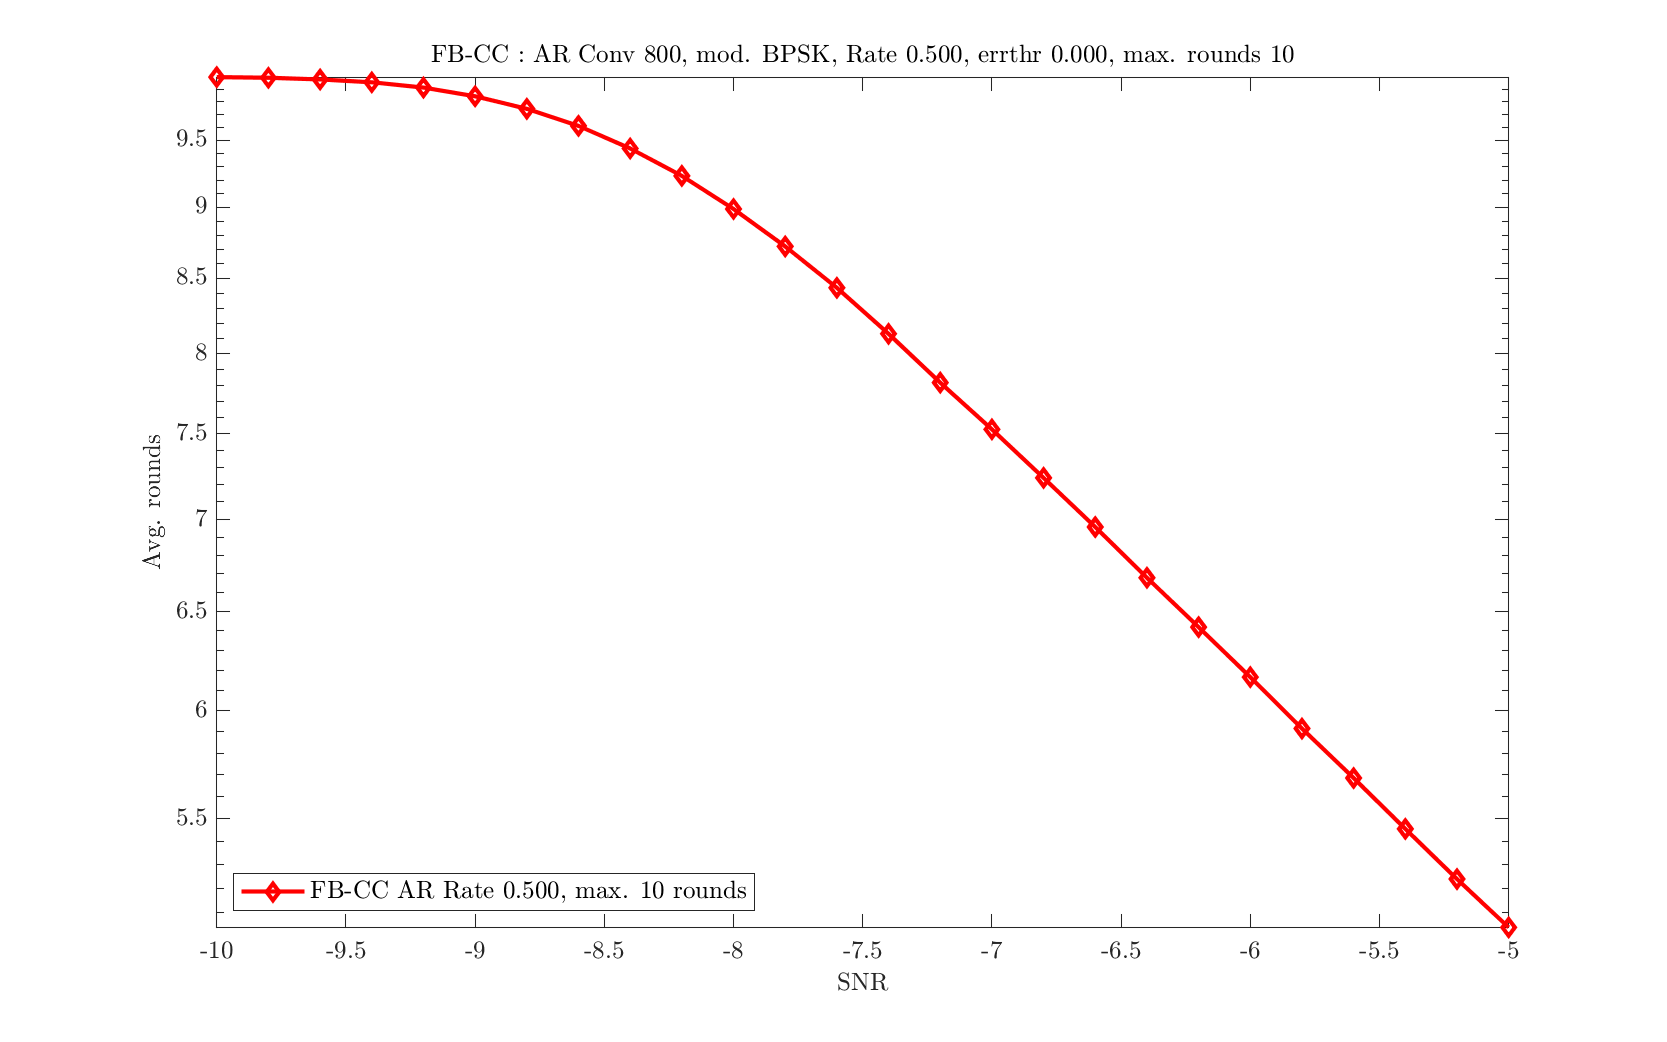 FB-CC : AR Conv 800, mod. BPSK, Rate 0.500, errthr 0.000, max. rounds 10
9.5
9
8.5
8
7.5
7
6.5
6
5.5
Avg. rounds
FB-CC AR Rate 0.500, max. 10 rounds
-10 -9.5 -9 -8.5 -8 -7.5 -7 -6.5 -6 -5.5 -5
SNR